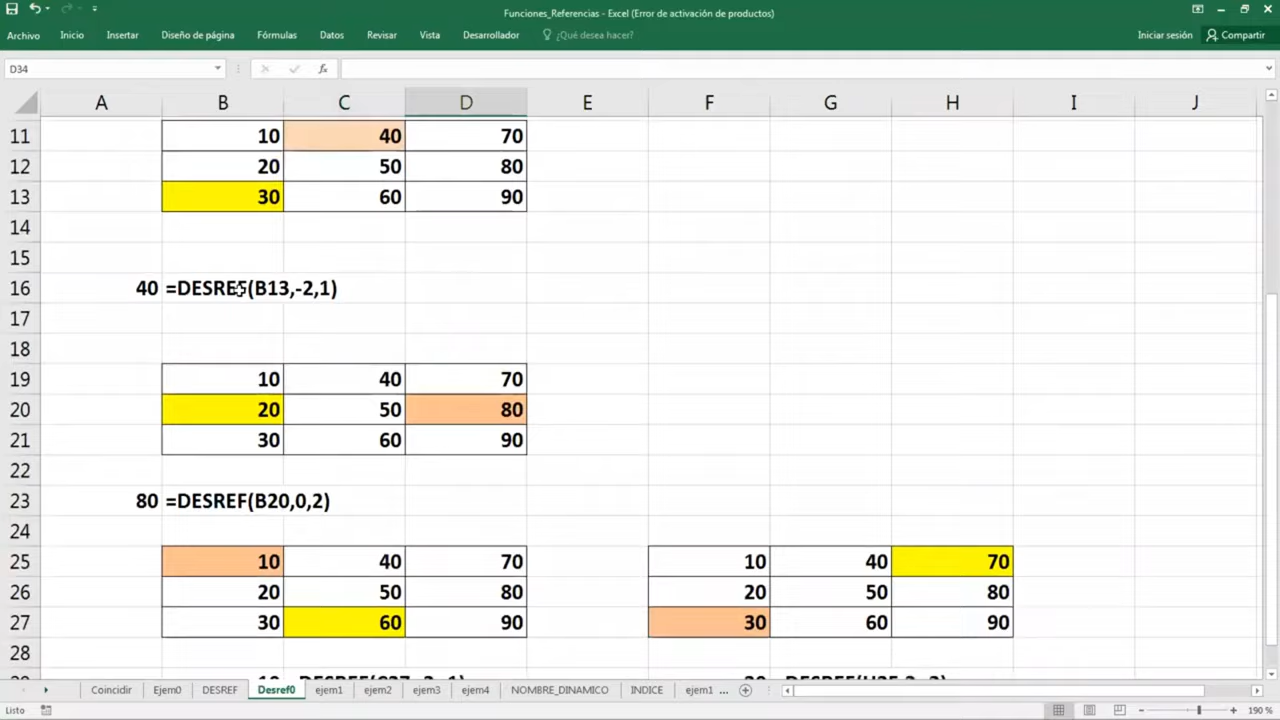 Funciones_Referencias - Excel (Error de activación de productos)
Archivo Inicio Insertar Diseño de página Fórmulas Datos Revisar Vista Desarrollador ¿Qué desea hacer? Iniciar sesión Compartir
D34 fx
A B C D E F G H I J
11 10 40 70
12 20 50 80
13 30 60 90
14
15
16 40 =DESREF(B13,-2,1)
17
18
19 10 40 70
20 20 50 80
21 30 60 90
22
23 80 =DESREF(B20,0,2)
24
25 10 40 70 10 40 70
26 20 50 80 20 50 80
27 30 60 90 30 60 90
28
Coincidir Ejem0 DESREF Desref0 ejem1 ejem2 ejem3 ejem4 NOMBRE_DINAMICO INDICE ejem1 ...
Listo 190 %